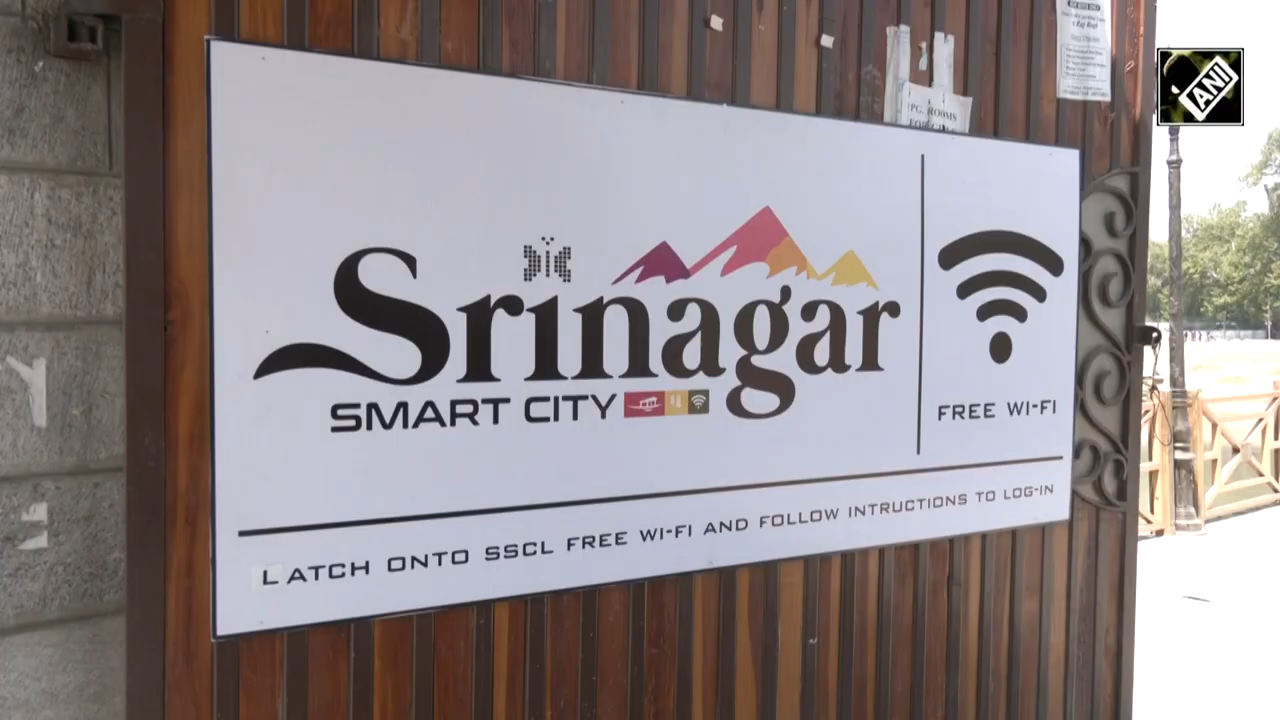 ANI
PG. ROOMS
Srinagar
SMART CITY
FREE WI-FI
LATCH ONTO SSCL FREE WI-FI AND FOLLOW INTRUCTIONS TO LOG-IN